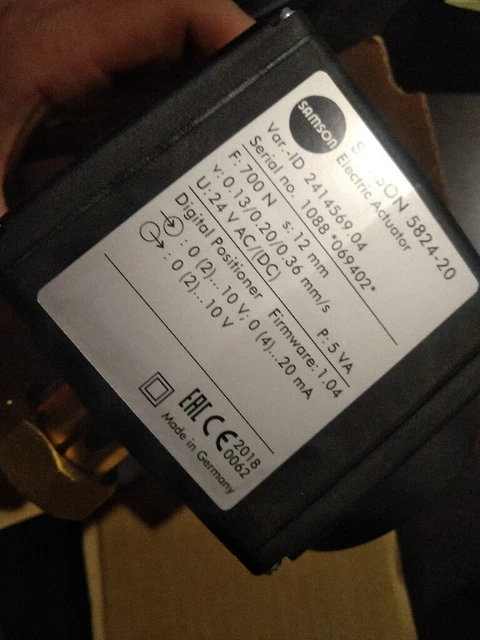 SAMSON
SAMSON 5824-20
Electric Actuator
Var.-ID 2414569.04
Serial no. 1088 *069402*
F: 700 N s: 12 mm
v: 0.13/0.20/0.36 mm/s
U: 24 V AC/(DC) P: 5 VA
Digital Positioner Firmware: 1.04
: 0 (2)... 10 V; 0 (4)...20 mA
: 0 (2)... 10 V
EAC CE 2018
0062
Made in Germany